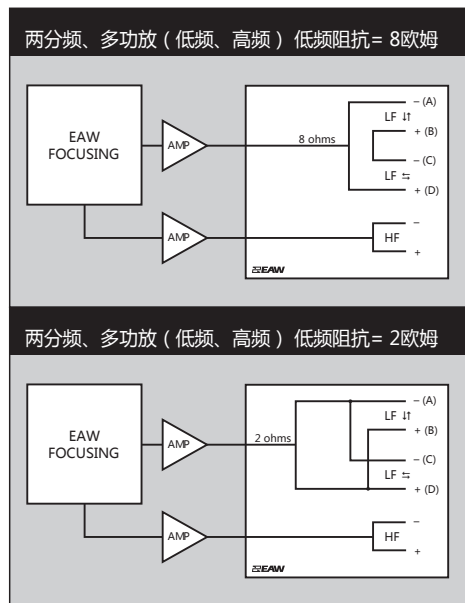 两分频、多功放 ( 低频、高频 ) 低频阻抗= 8欧姆
EAW
FOCUSING
AMP
AMP
8 ohms
– (A)
LF ↓↑
+ (B)
– (C)
LF ⇆
+ (D)
–
HF
+
EAW
两分频、多功放 ( 低频、高频 ) 低频阻抗= 2欧姆
EAW
FOCUSING
AMP
AMP
2 ohms
– (A)
LF ↓↑
+ (B)
– (C)
LF ⇆
+ (D)
–
HF
+
EAW